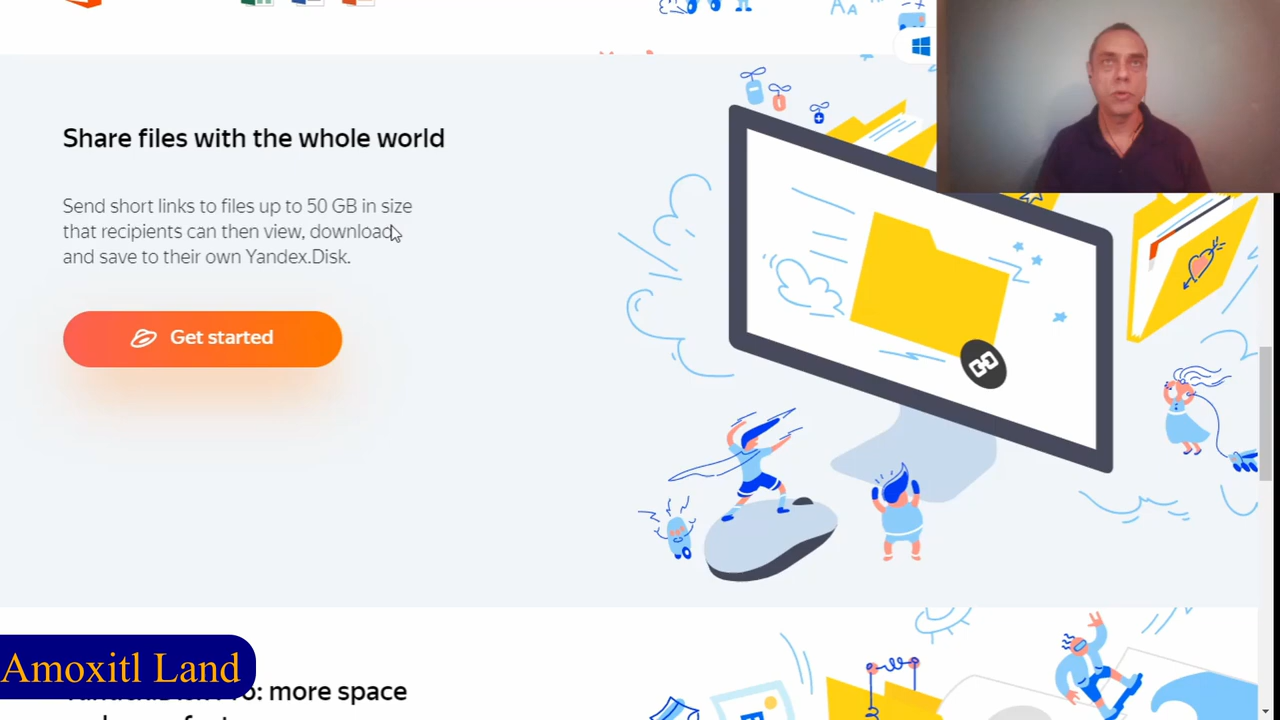 Share files with the whole world
Send short links to files up to 50 GB in size
that recipients can then view, download,
and save to their own Yandex.Disk.
Get started
Amoxitl Land
more space